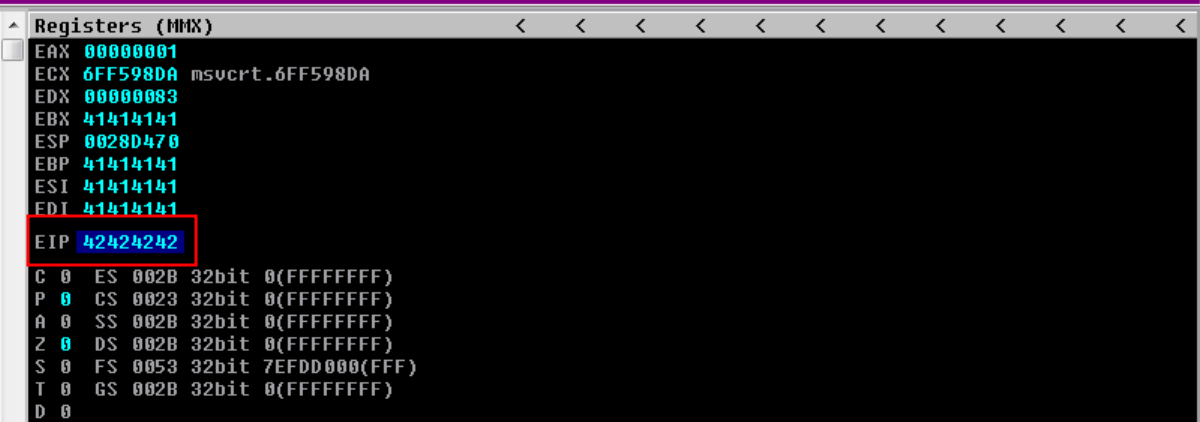 Registers (MMX) < < < < < < < < < < < <
EAX 00000001
ECX 6FF598DA msvcrt.6FF598DA
EDX 00000083
EBX 41414141
ESP 0028D470
EBP 41414141
ESI 41414141
EDI 41414141
EIP 42424242
C 0 ES 002B 32bit 0(FFFFFFFF)
P 0 CS 0023 32bit 0(FFFFFFFF)
A 0 SS 002B 32bit 0(FFFFFFFF)
Z 0 DS 002B 32bit 0(FFFFFFFF)
S 0 FS 0053 32bit 7EFDD000(FFF)
T 0 GS 002B 32bit 0(FFFFFFFF)
D 0